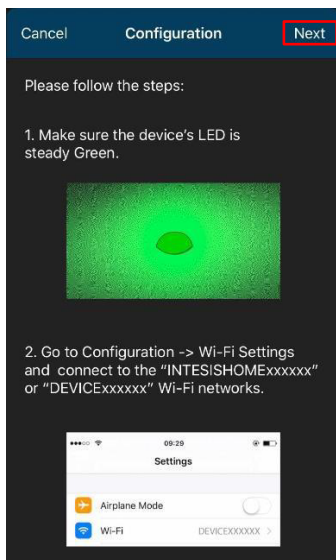 Cancel Configuration Next
Please follow the steps:
1. Make sure the device's LED is
steady Green.
2. Go to Configuration -> Wi-Fi Settings
and connect to the “INTESISHOMExxxxxx”
or “DEVICExxxxxx” Wi-Fi networks.
09:29
Settings
Airplane Mode
Wi-Fi DEVICEXXXXXX >